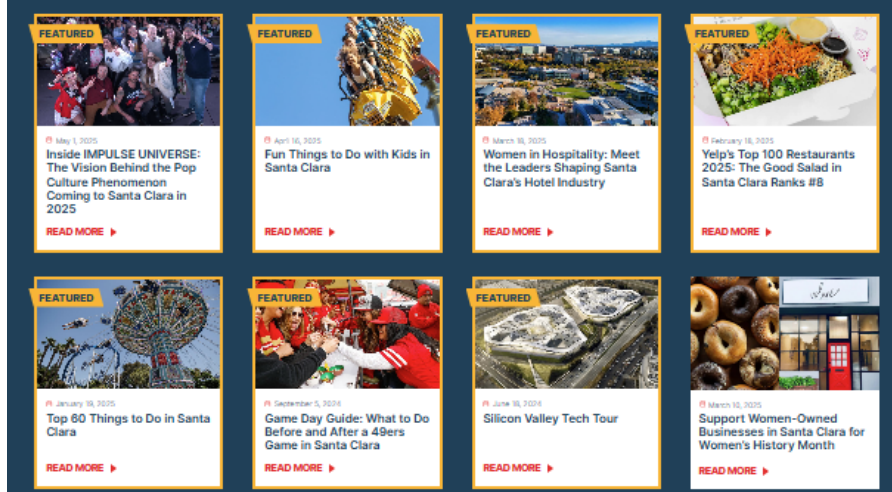 FEATURED
May 1, 2025
Inside IMPULSE UNIVERSE:
The Vision Behind the Pop
Culture Phenomenon
Coming to Santa Clara in
2025
READ MORE
FEATURED
April 16, 2025
Fun Things to Do with Kids in
Santa Clara
READ MORE
FEATURED
March 18, 2025
Women in Hospitality: Meet
the Leaders Shaping Santa
Clara's Hotel Industry
READ MORE
FEATURED
February 18, 2025
Yelp's Top 100 Restaurants
2025: The Good Salad in
Santa Clara Ranks #8
READ MORE
FEATURED
January 19, 2025
Top 60 Things to Do in Santa
Clara
READ MORE
FEATURED
September 5, 2024
Game Day Guide: What to Do
Before and After a 49ers
Game in Santa Clara
READ MORE
FEATURED
June 18, 2024
Silicon Valley Tech Tour
READ MORE
March 10, 2025
Support Women-Owned
Businesses in Santa Clara for
Women's History Month
READ MORE